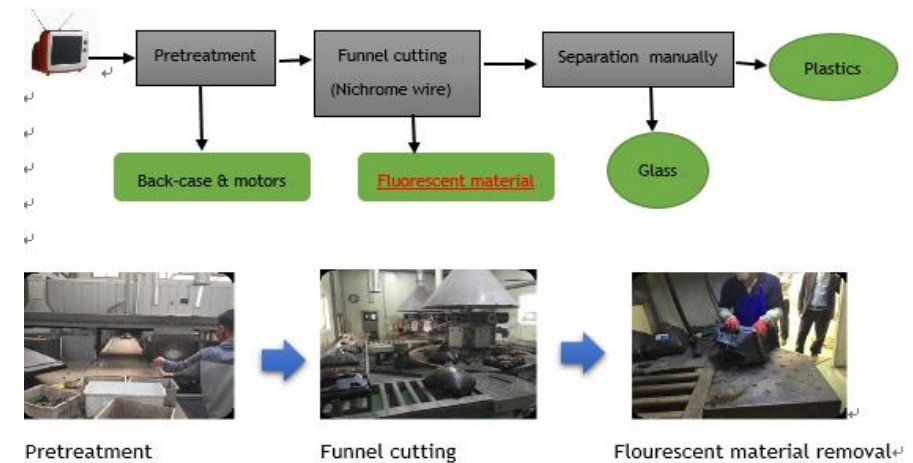 Pretreatment
Funnel cutting
(Nichrome wire)
Separation manually
Plastics
Back-case & motors
Fluorescent material
Glass
Pretreatment
Funnel cutting
Flourescent material removal